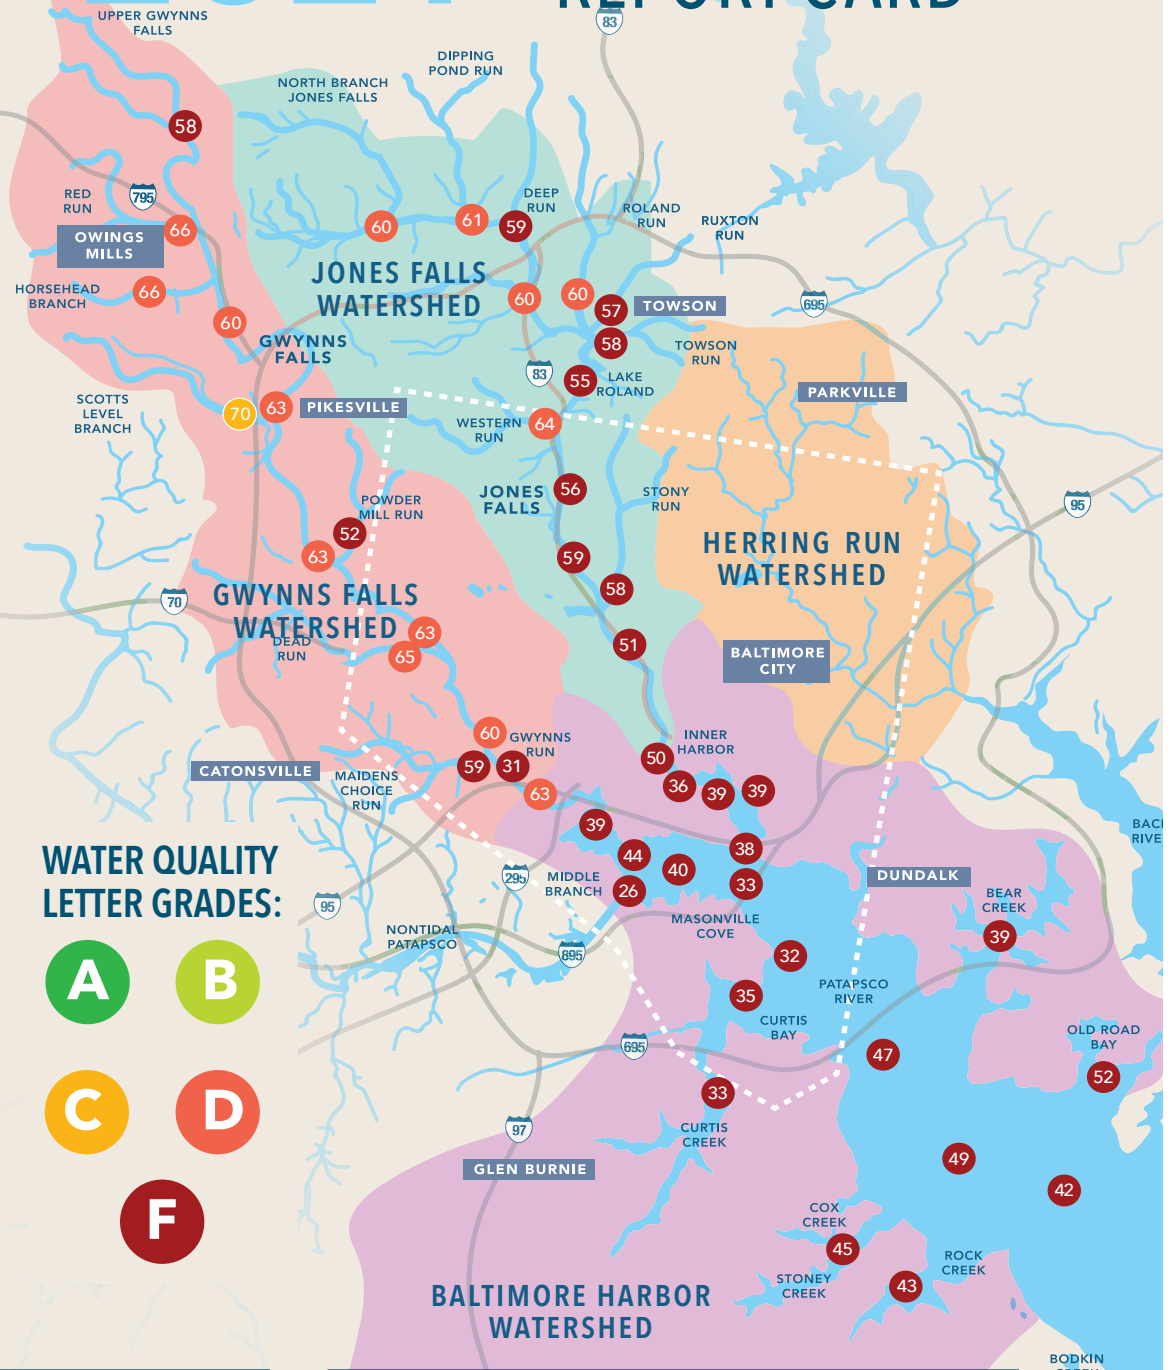 REPORT CARD
83
UPPER GWYNNS
FALLS
DIPPING
POND RUN
NORTH BRANCH
JONES FALLS
58
RED
RUN
795
DEEP
RUN
ROLAND
RUN
RUXTON
RUN
OWINGS
MILLS
66
60
61
59
JONES FALLS
WATERSHED
HORSEHEAD
BRANCH
66
60
60
60
57
TOWSON
695
58
TOWSON
RUN
GWYNNS
FALLS
83
55
LAKE
ROLAND
PARKVILLE
SCOTTS
LEVEL
BRANCH
70
63
PIKESVILLE
WESTERN
RUN
64
JONES
FALLS
56
STONY
RUN
95
POWDER
MILL RUN
52
63
59
HERRING RUN
WATERSHED
58
70
GWYNNS FALLS
WATERSHED
DEAD
RUN
63
65
51
BALTIMORE
CITY
60
GWYNNS
RUN
59
31
63
INNER
HARBOR
50
36
39
39
CATONSVILLE
MAIDENS
CHOICE
RUN
39
44
40
38
33
26
295
MIDDLE
BRANCH
DUNDALK
BEAR
CREEK
39
WATER QUALITY
LETTER GRADES:
95
NONTIDAL
PATAPSCO
895
MASONVILLE
COVE
32
35
PATAPSCO
RIVER
CURTIS
BAY
A
B
C
D
F
695
47
OLD ROAD
BAY
52
33
CURTIS
CREEK
97
GLEN BURNIE
49
42
COX
CREEK
45
ROCK
CREEK
STONEY
CREEK
43
BALTIMORE HARBOR
WATERSHED
BODKIN